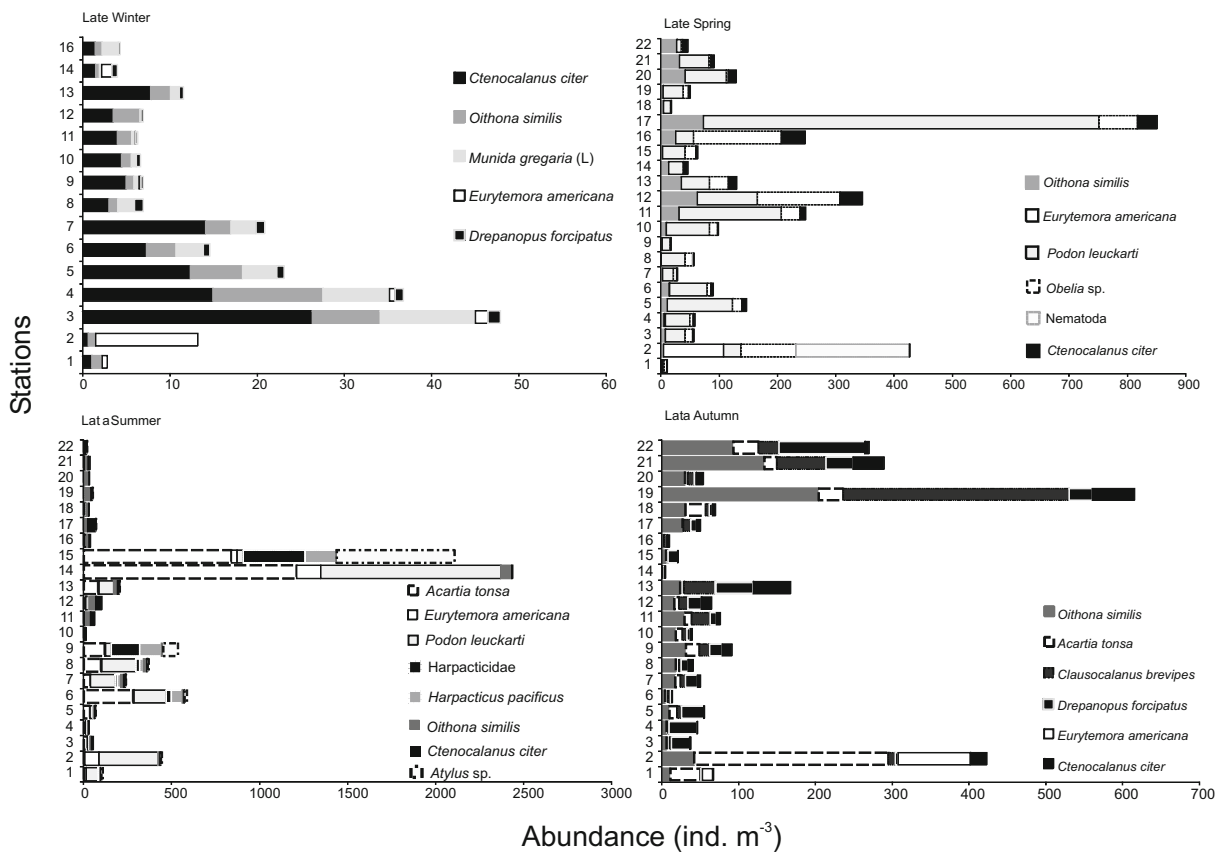 Late Winter
16
14
13
12
11
10
9
8
7
6
5
4
3
2
1
0 10 20 30 40 50 60
Ctenocalanus citer
Oithona similis
Munida gregaria (L)
Eurytemora americana
Drepanopus forcipatus
Late Spring
22
21
20
19
18
17
16
15
14
13
12
11
10
9
8
7
6
5
4
3
2
1
0 100 200 300 400 500 600 700 800 900
Oithona similis
Eurytemora americana
Podon leuckarti
Obelia sp.
Nematoda
Ctenocalanus citer
Stations
Lat a Summer
22
21
20
19
18
17
16
15
14
13
12
11
10
9
8
7
6
5
4
3
2
1
0 500 1000 1500 2000 2500 3000
Acartia tonsa
Eurytemora americana
Podon leuckarti
Harpacticidae
Harpacticus pacificus
Oithona similis
Ctenocalanus citer
Atylus sp.
Lata Autumn
22
21
20
19
18
17
16
15
14
13
12
11
10
9
8
7
6
5
4
3
2
1
0 100 200 300 400 500 600 700
Oithona similis
Acartia tonsa
Clausocalanus brevipes
Drepanopus forcipatus
Eurytemora americana
Ctenocalanus citer
Abundance (ind. m⁻³)